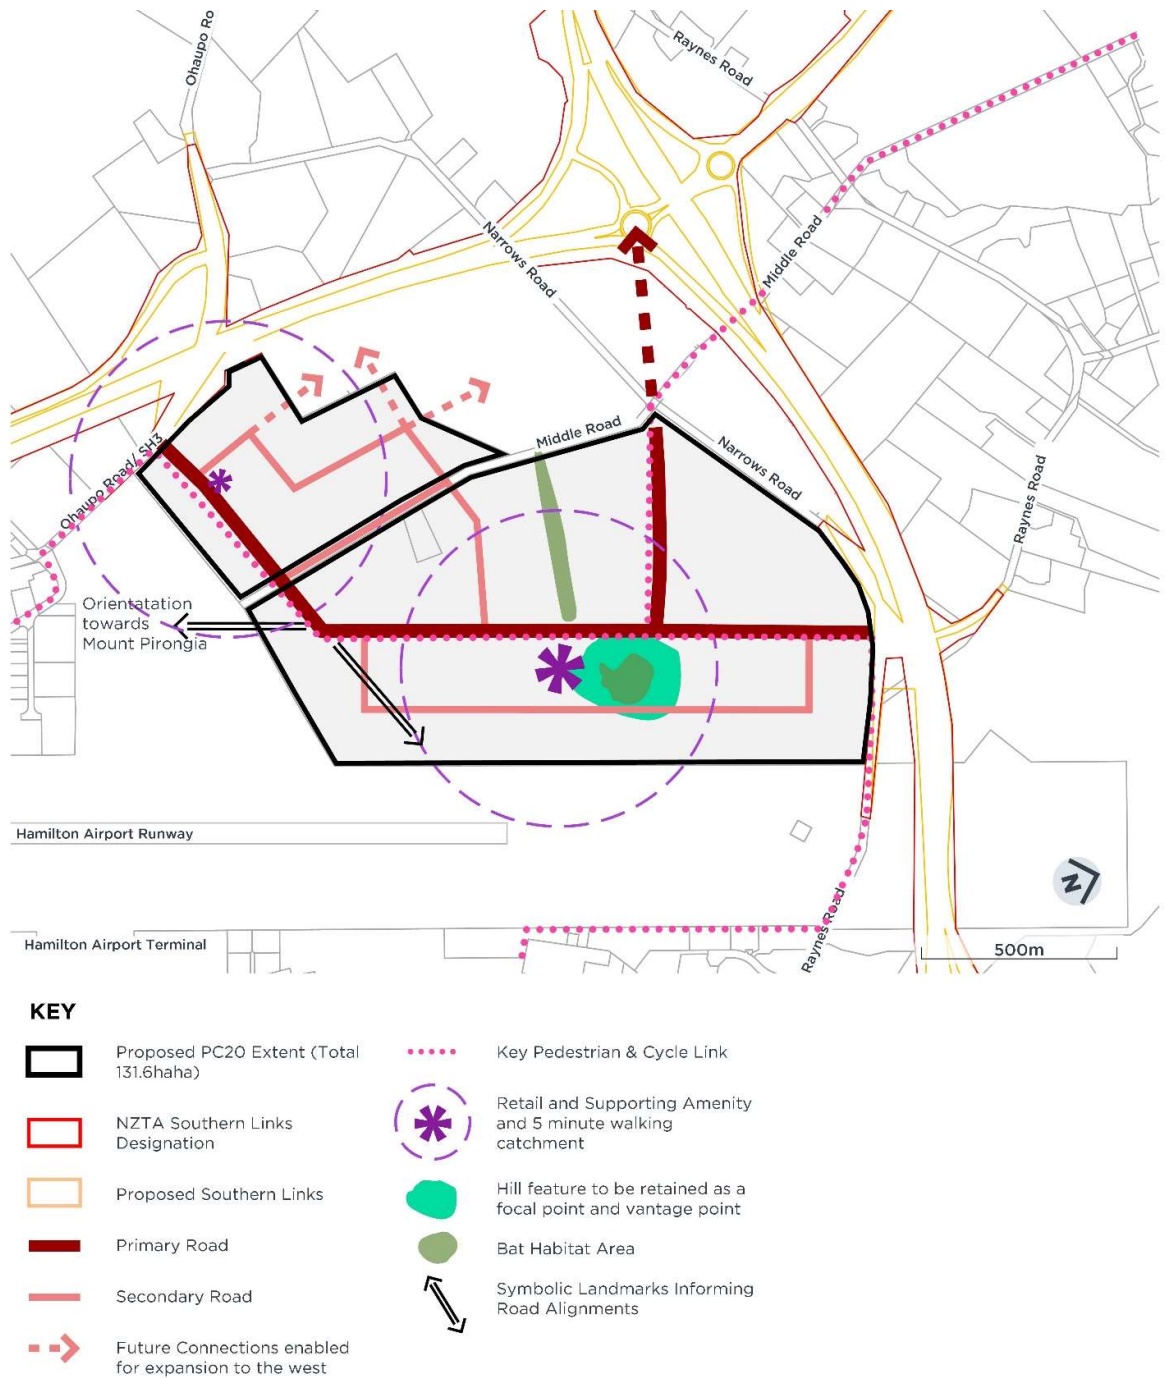 Ohaupo Ro
Raynes Road
Narrows Road
Middle Road
Middle Road
Narrows Road
Ohaupo Road/ SH3
Raynes Road
Orientatation
towards
Mount Pirongia
Hamilton Airport Runway
Raynes Road
N
Hamilton Airport Terminal
500m
KEY
Proposed PC20 Extent (Total
131.6haha)
NZTA Southern Links
Designation
Proposed Southern Links
Primary Road
Secondary Road
Future Connections enabled
for expansion to the west
Key Pedestrian & Cycle Link
Retail and Supporting Amenity
and 5 minute walking
catchment
Hill feature to be retained as a
focal point and vantage point
Bat Habitat Area
Symbolic Landmarks Informing
Road Alignments